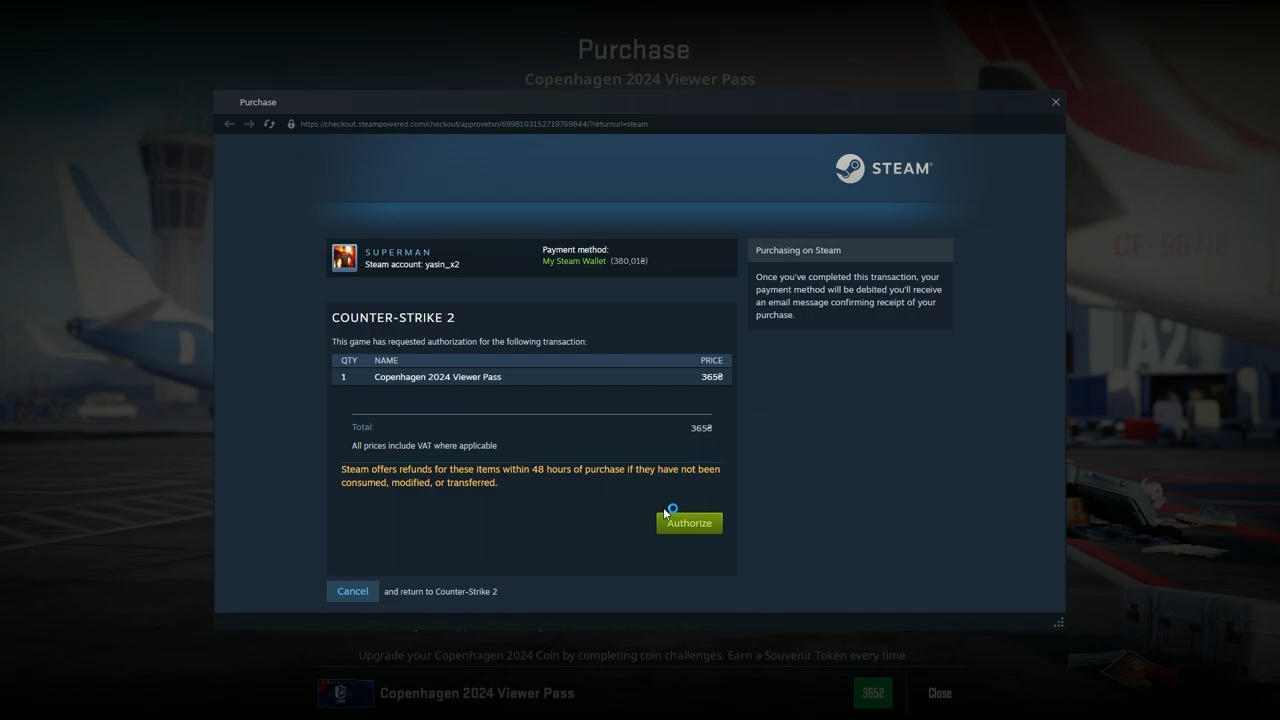 Purchase
Copenhagen 2024 Viewer Pass
Purchase
https://checkout.steampowered.com/checkout/approvetxn/6998103152719769844/?returnurl=steam
STEAM®
SUPERMAN
Steam account: yasin_x2
Payment method:
My Steam Wallet (380,01₴)
Purchasing on Steam
Once you've completed this transaction, your
payment method will be debited you'll receive
an email message confirming receipt of your
purchase.
COUNTER-STRIKE 2
This game has requested authorization for the following transaction:
QTY NAME PRICE
1 Copenhagen 2024 Viewer Pass 365₴
Total: 365₴
All prices include VAT where applicable
Steam offers refunds for these items within 48 hours of purchase if they have not been
consumed, modified, or transferred.
Authorize
Cancel and return to Counter-Strike 2
A2
Upgrade your Copenhagen 2024 Coin by completing coin challenges. Earn a Souvenir Token every time
Copenhagen 2024 Viewer Pass 365₴ Close